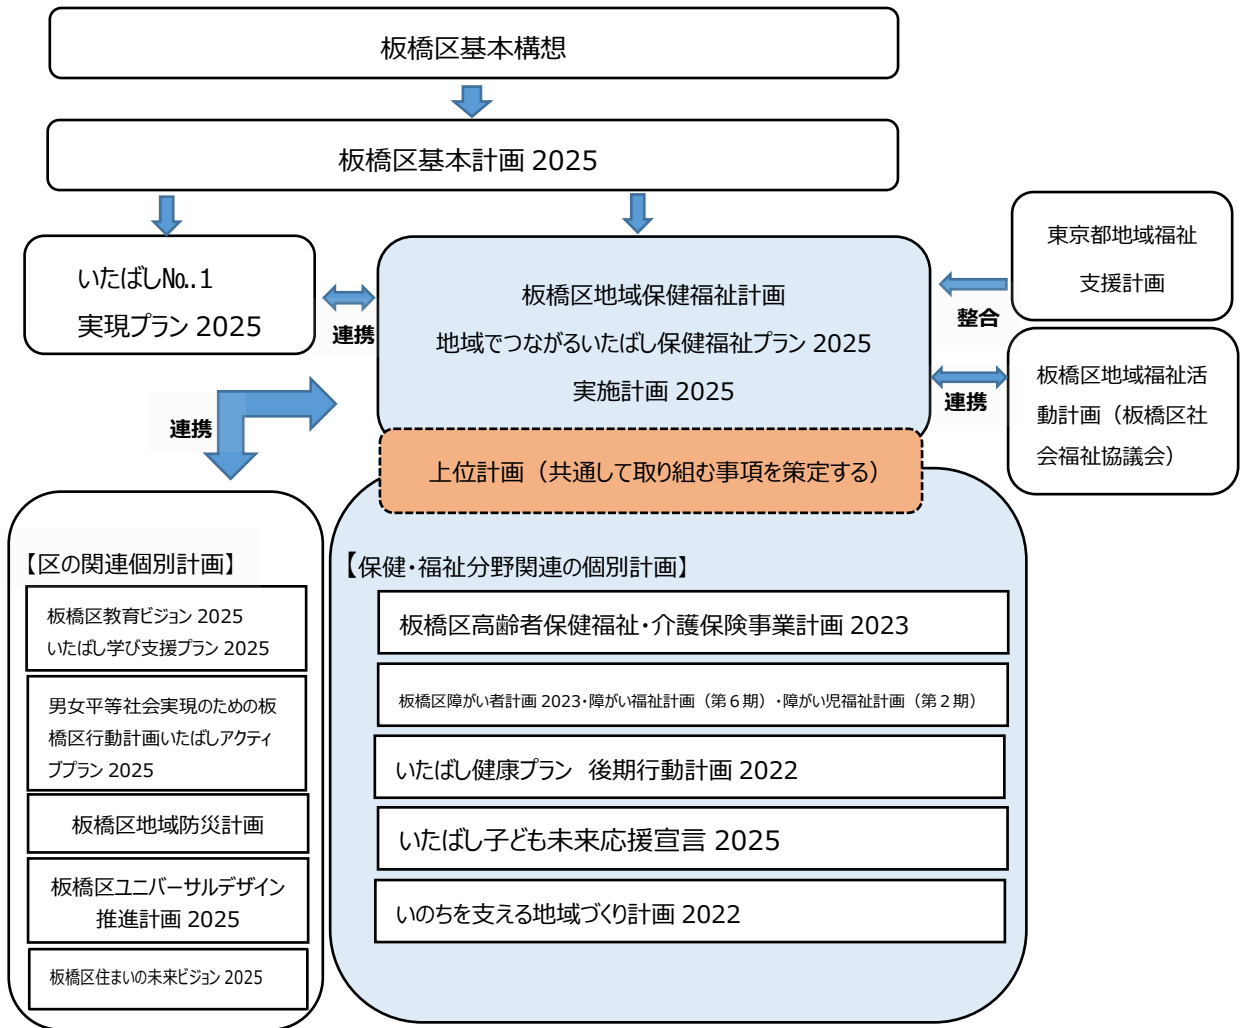 板橋区基本構想
板橋区基本計画 2025
いたばし№..1
実現プラン 2025
連携
板橋区地域保健福祉計画
地域でつながるいたばし保健福祉プラン 2025
実施計画 2025
整合
東京都地域福祉
支援計画
連携
板橋区地域福祉活
動計画（板橋区社
会福祉協議会）
連携
上位計画（共通して取り組む事項を策定する）
【区の関連個別計画】
板橋区教育ビジョン 2025
いたばし学び支援プラン 2025
男女平等社会実現のための板
橋区行動計画いたばしアクティ
ブプラン 2025
板橋区地域防災計画
板橋区ユニバーサルデザイン
推進計画 2025
板橋区住まいの未来ビジョン 2025
【保健・福祉分野関連の個別計画】
板橋区高齢者保健福祉・介護保険事業計画 2023
板橋区障がい者計画 2023・障がい福祉計画（第６期）・障がい児福祉計画（第２期）
いたばし健康プラン　後期行動計画 2022
いたばし子ども未来応援宣言 2025
いのちを支える地域づくり計画 2022